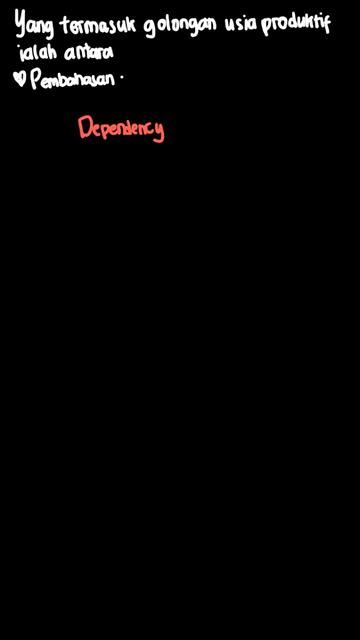 Yang termasuk golongan usia produktif
ialah antara
♡ Pembahasan .
Dependency